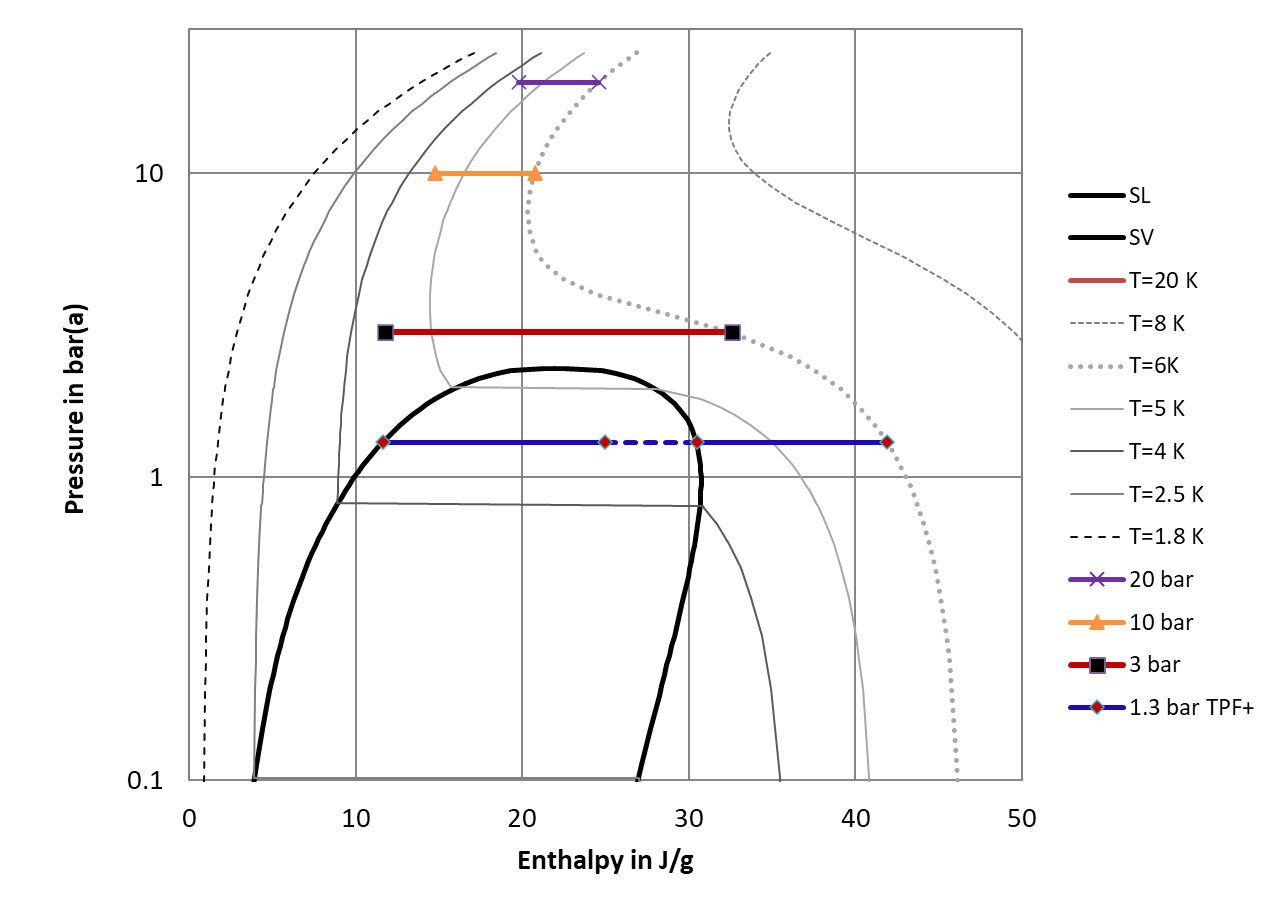 10
1
0.1
0 10 20 30 40 50
Enthalpy in J/g
Pressure in bar(a)
SL
SV
T=20 K
T=8 K
T=6K
T=5 K
T=4 K
T=2.5 K
T=1.8 K
20 bar
10 bar
3 bar
1.3 bar TPF+